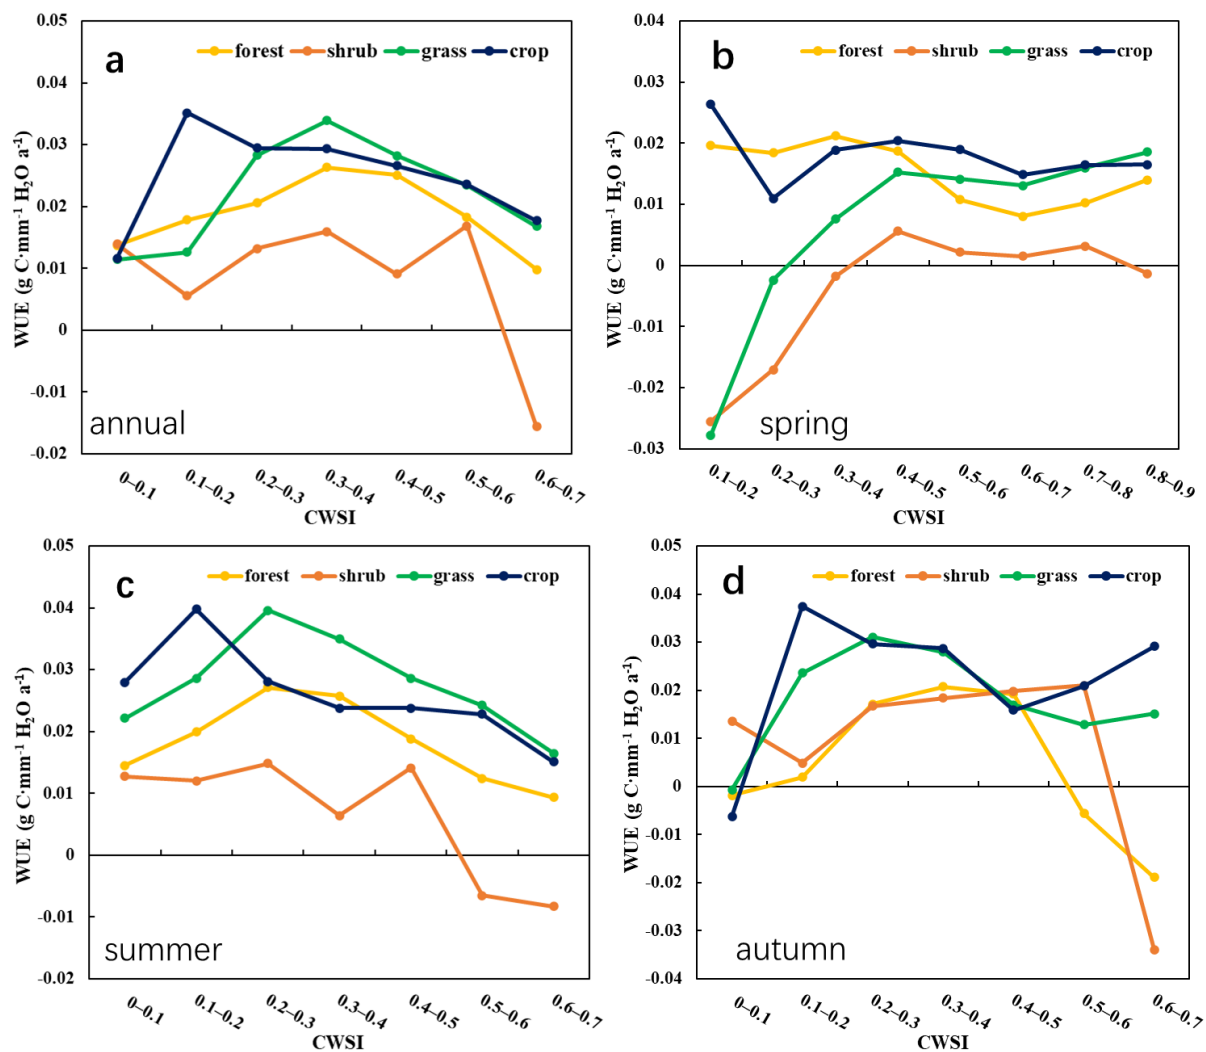 a
forest shrub grass crop
WUE (g C·mm⁻¹ H₂O a⁻¹)
0.05
0.04
0.03
0.02
0.01
0
-0.01
-0.02
annual
0–0.1 0.1–0.2 0.2–0.3 0.3–0.4 0.4–0.5 0.5–0.6 0.6–0.7
CWSI
b
forest shrub grass crop
WUE (g C·mm⁻¹ H₂O a⁻¹)
0.04
0.03
0.02
0.01
0
-0.01
-0.02
-0.03
spring
0.1–0.2 0.2–0.3 0.3–0.4 0.4–0.5 0.5–0.6 0.6–0.7 0.7–0.8 0.8–0.9
CWSI
c
forest shrub grass crop
WUE (g C·mm⁻¹ H₂O a⁻¹)
0.05
0.04
0.03
0.02
0.01
0
-0.01
-0.02
summer
0–0.1 0.1–0.2 0.2–0.3 0.3–0.4 0.4–0.5 0.5–0.6 0.6–0.7
CWSI
d
forest shrub grass crop
WUE (g C·mm⁻¹ H₂O a⁻¹)
0.05
0.04
0.03
0.02
0.01
0
-0.01
-0.02
-0.03
-0.04
autumn
0–0.1 0.1–0.2 0.2–0.3 0.3–0.4 0.4–0.5 0.5–0.6 0.6–0.7
CWSI